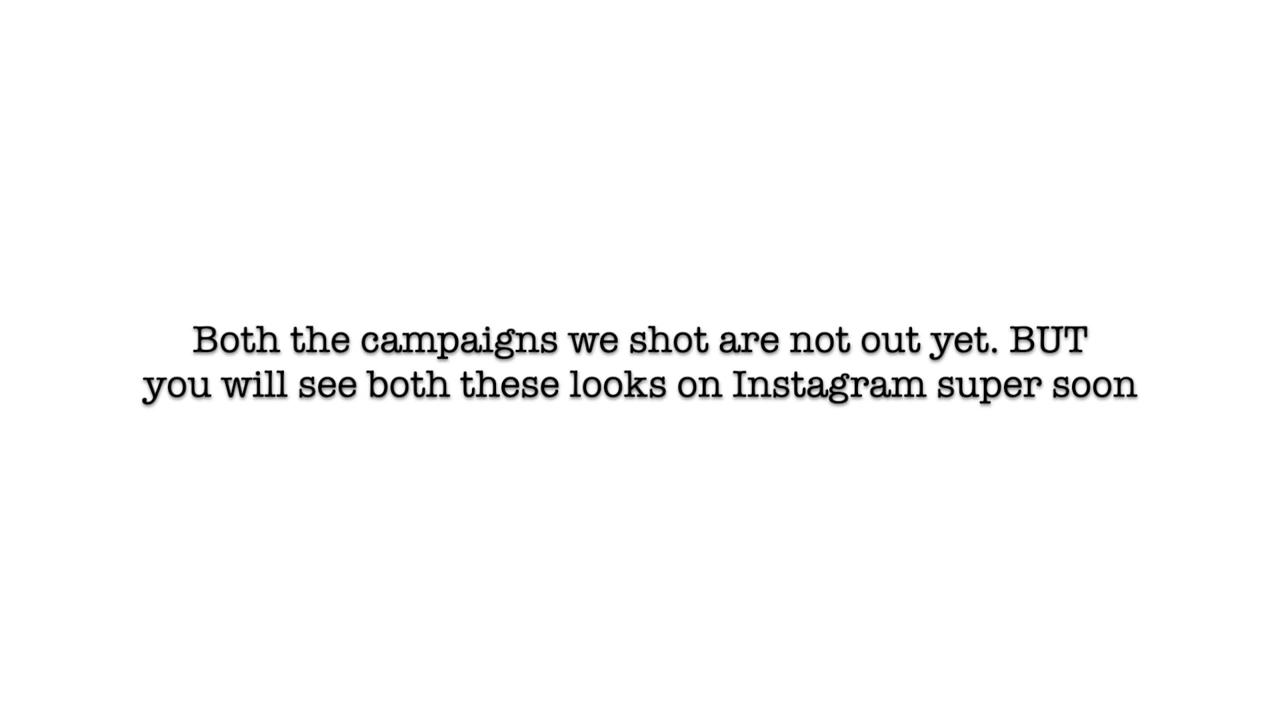 Both the campaigns we shot are not out yet. BUT
you will see both these looks on Instagram super soon